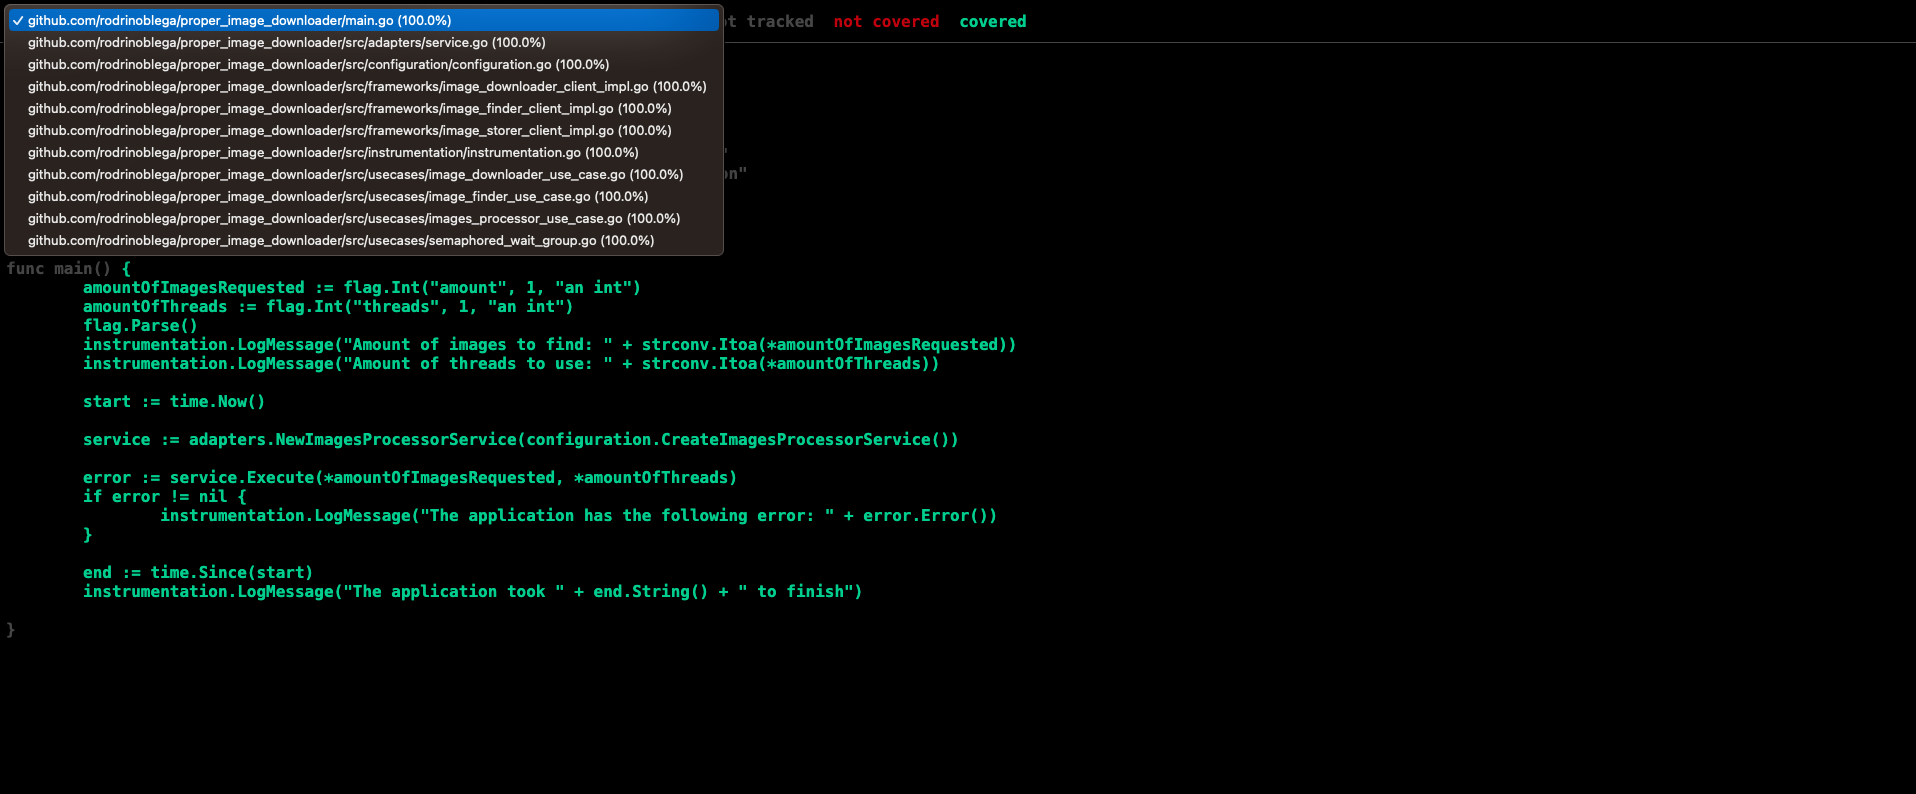 ✓ github.com/rodrinoblega/proper_image_downloader/main.go (100.0%)
tracked not covered covered
github.com/rodrinoblega/proper_image_downloader/src/adapters/service.go (100.0%)
github.com/rodrinoblega/proper_image_downloader/src/configuration/configuration.go (100.0%)
github.com/rodrinoblega/proper_image_downloader/src/frameworks/image_downloader_client_impl.go (100.0%)
github.com/rodrinoblega/proper_image_downloader/src/frameworks/image_finder_client_impl.go (100.0%)
github.com/rodrinoblega/proper_image_downloader/src/frameworks/image_storer_client_impl.go (100.0%)
github.com/rodrinoblega/proper_image_downloader/src/instrumentation/instrumentation.go (100.0%)
github.com/rodrinoblega/proper_image_downloader/src/usecases/image_downloader_use_case.go (100.0%)
github.com/rodrinoblega/proper_image_downloader/src/usecases/image_finder_use_case.go (100.0%)
github.com/rodrinoblega/proper_image_downloader/src/usecases/images_processor_use_case.go (100.0%)
github.com/rodrinoblega/proper_image_downloader/src/usecases/semaphored_wait_group.go (100.0%)
func main() {
amountOfImagesRequested := flag.Int("amount", 1, "an int")
amountOfThreads := flag.Int("threads", 1, "an int")
flag.Parse()
instrumentation.LogMessage("Amount of images to find: " + strconv.Itoa(*amountOfImagesRequested))
instrumentation.LogMessage("Amount of threads to use: " + strconv.Itoa(*amountOfThreads))
start := time.Now()
service := adapters.NewImagesProcessorService(configuration.CreateImagesProcessorService())
error := service.Execute(*amountOfImagesRequested, *amountOfThreads)
if error != nil {
instrumentation.LogMessage("The application has the following error: " + error.Error())
}
end := time.Since(start)
instrumentation.LogMessage("The application took " + end.String() + " to finish")
}